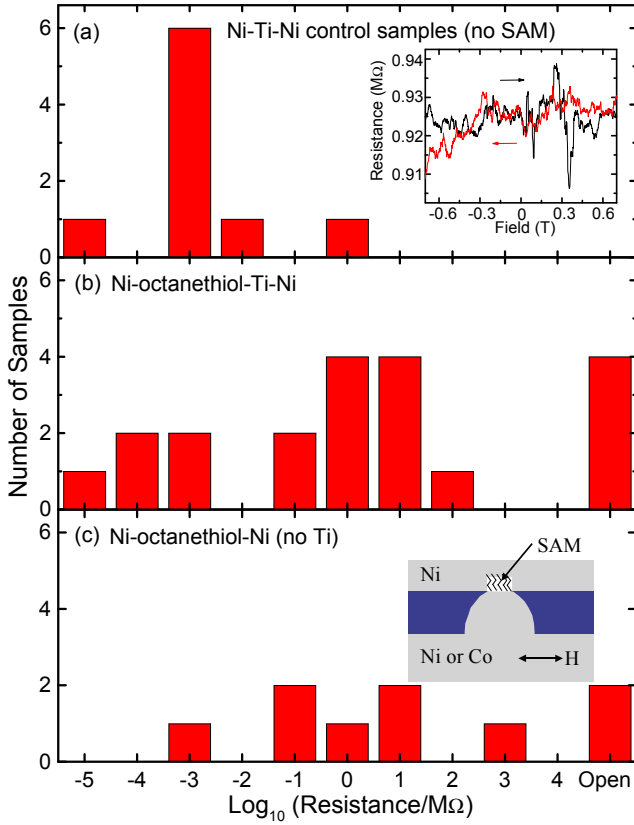 (a)
Ni-Ti-Ni control samples (no SAM)
6
4
2
0
Resistance (MΩ)
0.94
0.93
0.92
0.91
-0.6 -0.3 0 0.3 0.6
Field (T)
(b) Ni-octanethiol-Ti-Ni
6
4
2
0
Number of Samples
(c) Ni-octanethiol-Ni (no Ti)
6
4
2
0
SAM
Ni
Ni or Co
H
-5 -4 -3 -2 -1 0 1 2 3 4 Open
Log10 (Resistance/MΩ)